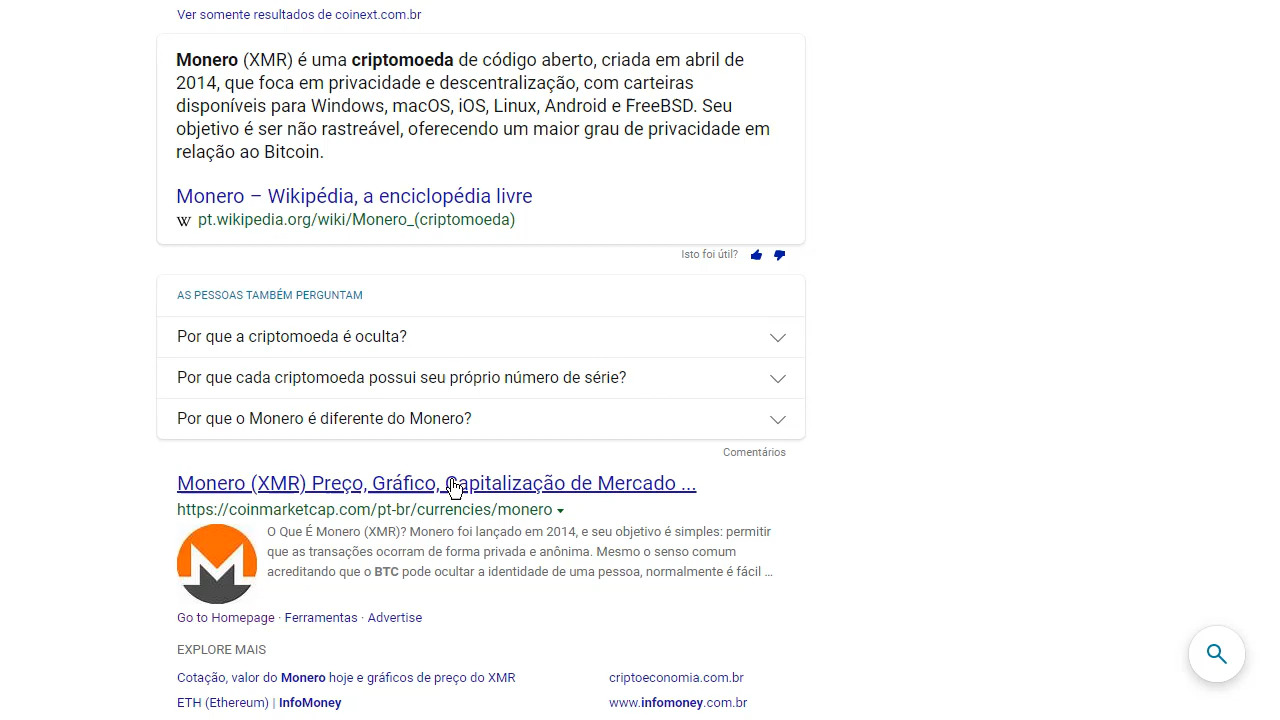 Ver somente resultados de coinext.com.br
Monero (XMR) é uma criptomoeda de código aberto, criada em abril de
2014, que foca em privacidade e descentralização, com carteiras
disponíveis para Windows, macOS, iOS, Linux, Android e FreeBSD. Seu
objetivo é ser não rastreável, oferecendo um maior grau de privacidade em
relação ao Bitcoin.
Monero – Wikipédia, a enciclopédia livre
W pt.wikipedia.org/wiki/Monero_(criptomoeda)
Isto foi útil?
AS PESSOAS TAMBÉM PERGUNTAM
Por que a criptomoeda é oculta?
Por que cada criptomoeda possui seu próprio número de série?
Por que o Monero é diferente do Monero?
Comentários
Monero (XMR) Preço, Gráfico, Capitalização de Mercado ...
https://coinmarketcap.com/pt-br/currencies/monero
O Que É Monero (XMR)? Monero foi lançado em 2014, e seu objetivo é simples: permitir
que as transações ocorram de forma privada e anônima. Mesmo o senso comum
acreditando que o BTC pode ocultar a identidade de uma pessoa, normalmente é fácil ...
Go to Homepage · Ferramentas · Advertise
EXPLORE MAIS
Cotação, valor do Monero hoje e gráficos de preço do XMR criptoeconomia.com.br
ETH (Ethereum) | InfoMoney www.infomoney.com.br